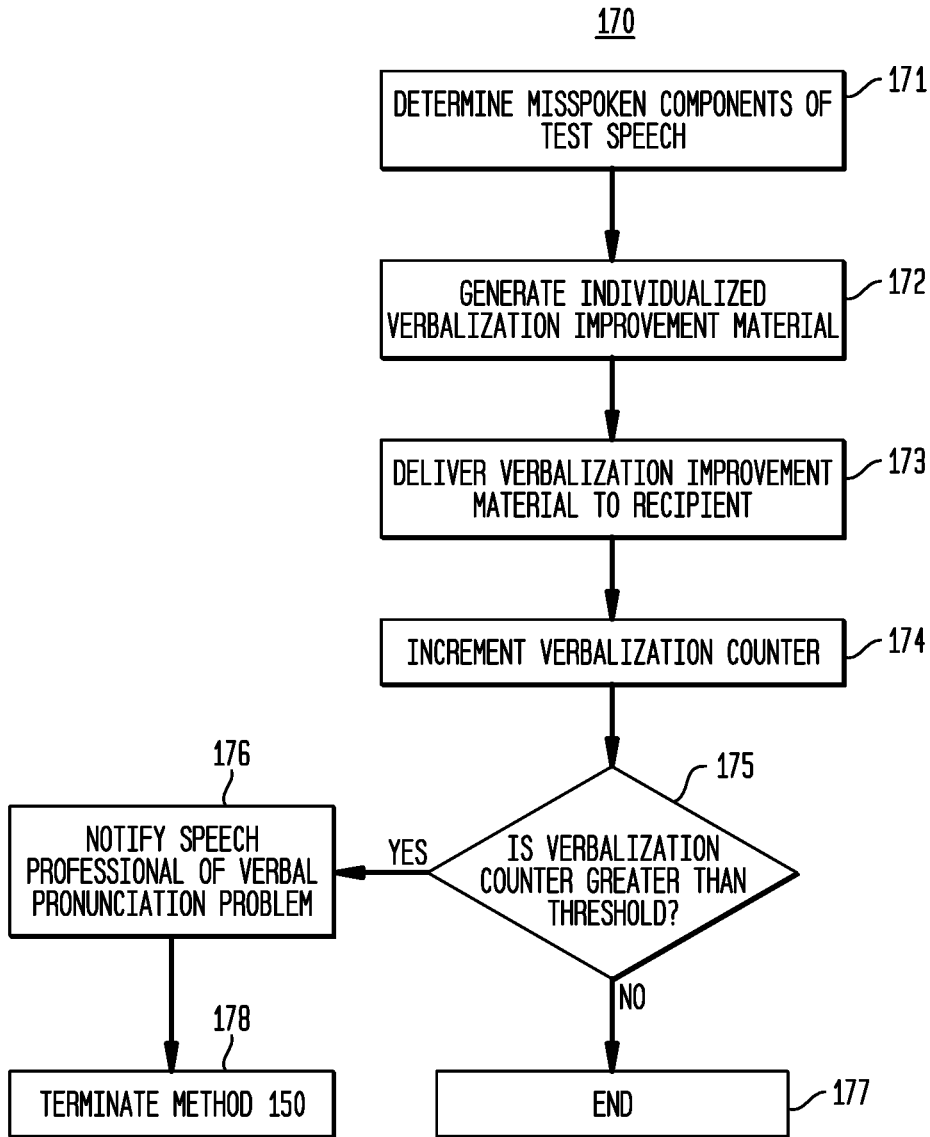 170
DETERMINE MISSPOKEN COMPONENTS OF
TEST SPEECH
171
GENERATE INDIVIDUALIZED
VERBALIZATION IMPROVEMENT MATERIAL
172
DELIVER VERBALIZATION IMPROVEMENT
MATERIAL TO RECIPIENT
173
INCREMENT VERBALIZATION COUNTER
174
175
IS VERBALIZATION
COUNTER GREATER THAN
THRESHOLD?
YES
176
NOTIFY SPEECH
PROFESSIONAL OF VERBAL
PRONUNCIATION PROBLEM
NO
178
TERMINATE METHOD 150
END
177